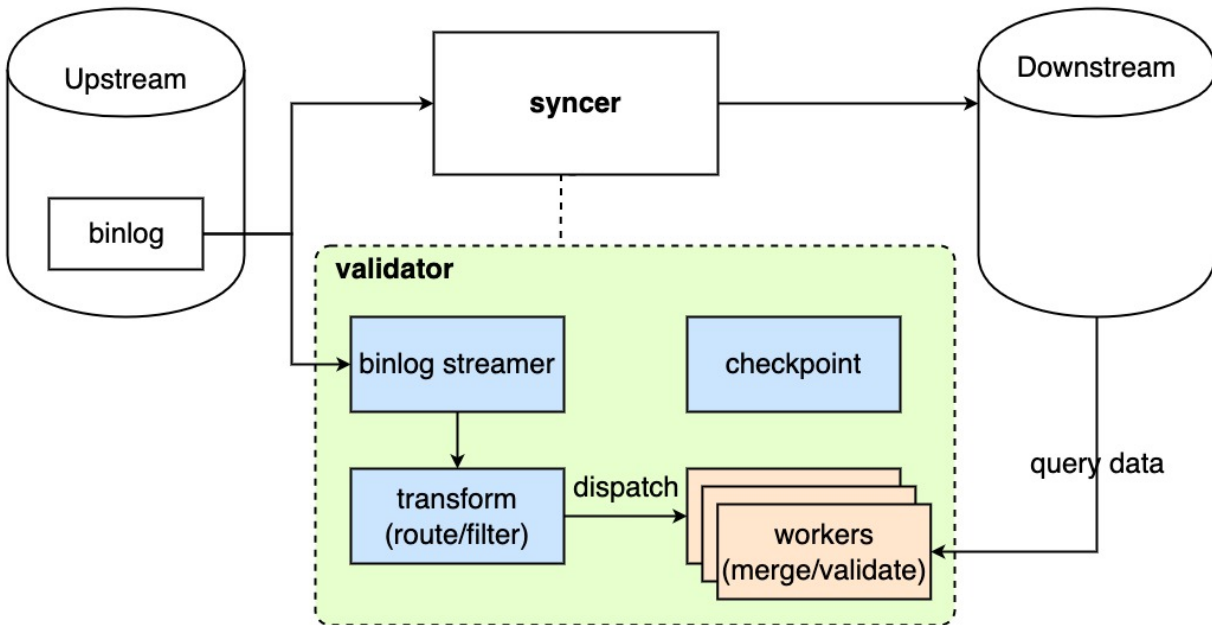 Upstream
syncer
Downstream
binlog
validator
binlog streamer
checkpoint
query data
transform
(route/filter)
dispatch
workers
(merge/validate)